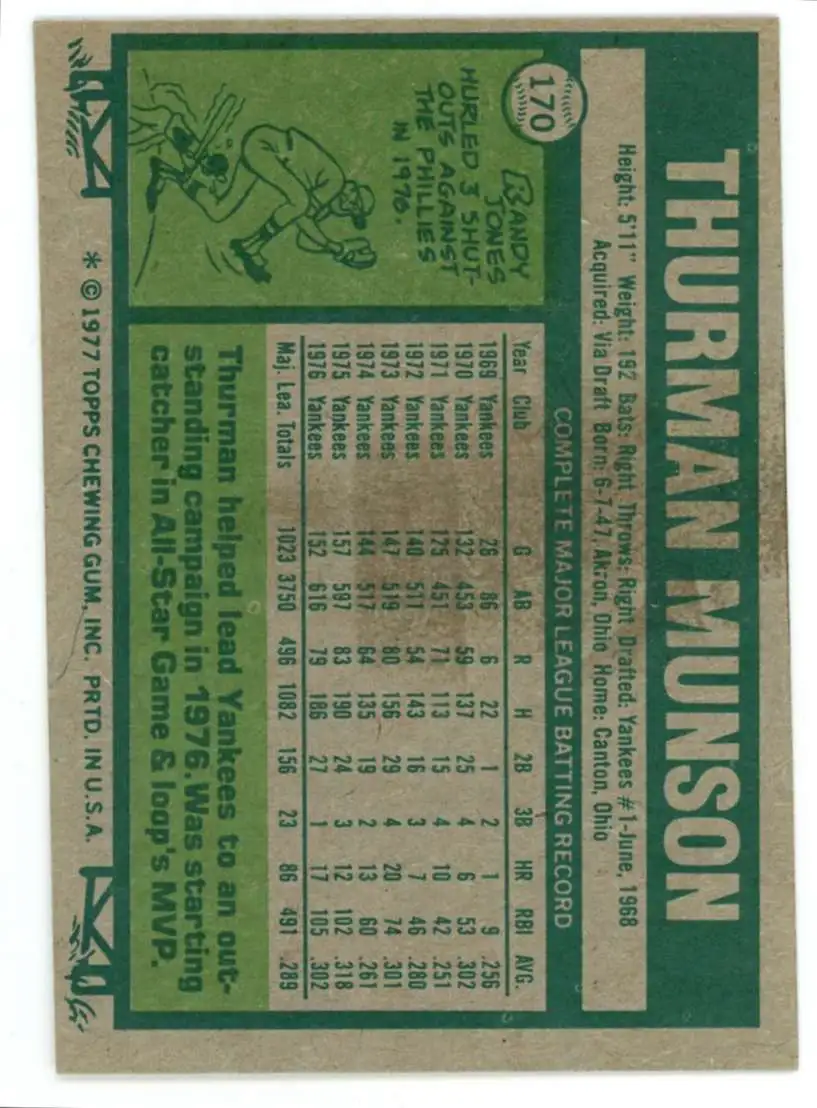 170
THURMAN MUNSON
Height: 5'11" Weight: 192 Bats: Right Throws: Right Drafted: Yankees #1-June, 1968
Acquired: Via Draft Born: 6-7-47, Akron, Ohio Home: Canton, Ohio
RANDY
JONES
HURLED 3 SHUT-
OUTS AGAINST
THE PHILLIES
IN 1976.
COMPLETE MAJOR LEAGUE BATTING RECORD
Year Club G AB R H 2B 3B HR RBI AVG.
1969 Yankees 26 86 6 22 1 2 1 9 .256
1970 Yankees 132 453 59 137 25 4 6 53 .302
1971 Yankees 125 451 71 113 15 4 10 42 .251
1972 Yankees 140 511 54 143 16 3 7 46 .280
1973 Yankees 147 519 80 156 29 4 20 74 .301
1974 Yankees 144 517 64 135 19 2 13 60 .261
1975 Yankees 157 597 83 190 24 3 12 102 .318
1976 Yankees 152 616 79 186 27 1 17 105 .302
Maj. Lea. Totals 1023 3750 496 1082 156 23 86 491 .289
Thurman helped lead Yankees to an out-
standing campaign in 1976. Was starting
catcher in All-Star Game & loop's MVP.
* © 1977 TOPPS CHEWING GUM, INC. PRTD. IN U.S.A.